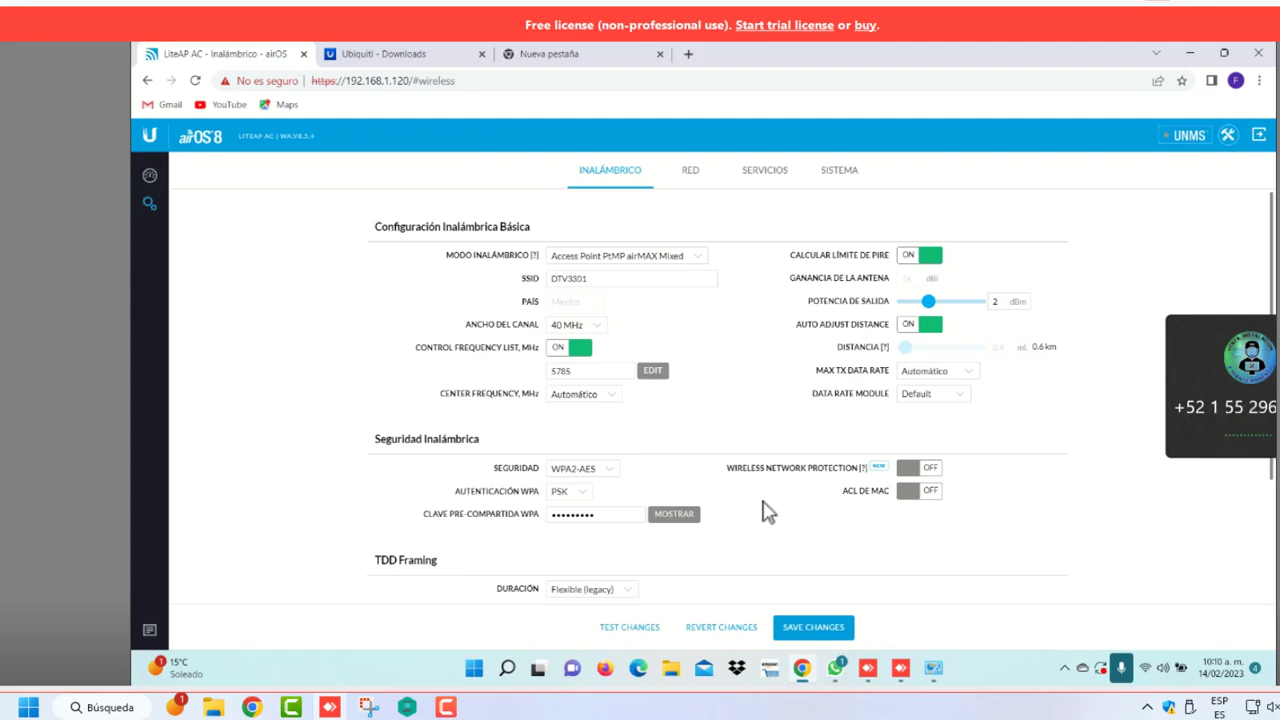 Free license (non-professional use). Start trial license or buy.
LiteAP AC - Inalámbrico - airOS
Ubiquiti - Downloads
Nueva pestaña
No es seguro https://192.168.1.120/#wireless
F
Gmail YouTube Maps
airOS 8 LITEAP AC | WA.V8.5.4
UNMS
INALÁMBRICO RED SERVICIOS SISTEMA
Configuración Inalámbrica Básica
MODO INALÁMBRICO [?] Access Point PtMP airMAX Mixed
CALCULAR LÍMITE DE PIRE ON
SSID DTV3301
GANANCIA DE LA ANTENA 16 dBi
PAÍS Mexico
POTENCIA DE SALIDA 2 dBm
ANCHO DEL CANAL 40 MHz
AUTO ADJUST DISTANCE ON
CONTROL FREQUENCY LIST, MHz ON
DISTANCIA [?] 0.4 mi. 0.6 km
5785 EDIT
MAX TX DATA RATE Automático
CENTER FREQUENCY, MHz Automático
DATA RATE MODULE Default
Seguridad Inalámbrica
SEGURIDAD WPA2-AES
WIRELESS NETWORK PROTECTION [?] NEW OFF
AUTENTICACIÓN WPA PSK
ACL DE MAC OFF
CLAVE PRE-COMPARTIDA WPA ••••••••• MOSTRAR
+52 1 55 296
TDD Framing
DURACIÓN Flexible (legacy)
TEST CHANGES REVERT CHANGES SAVE CHANGES
15°C
Soleado
10:10 a. m.
14/02/2023
Búsqueda
ESP
ES